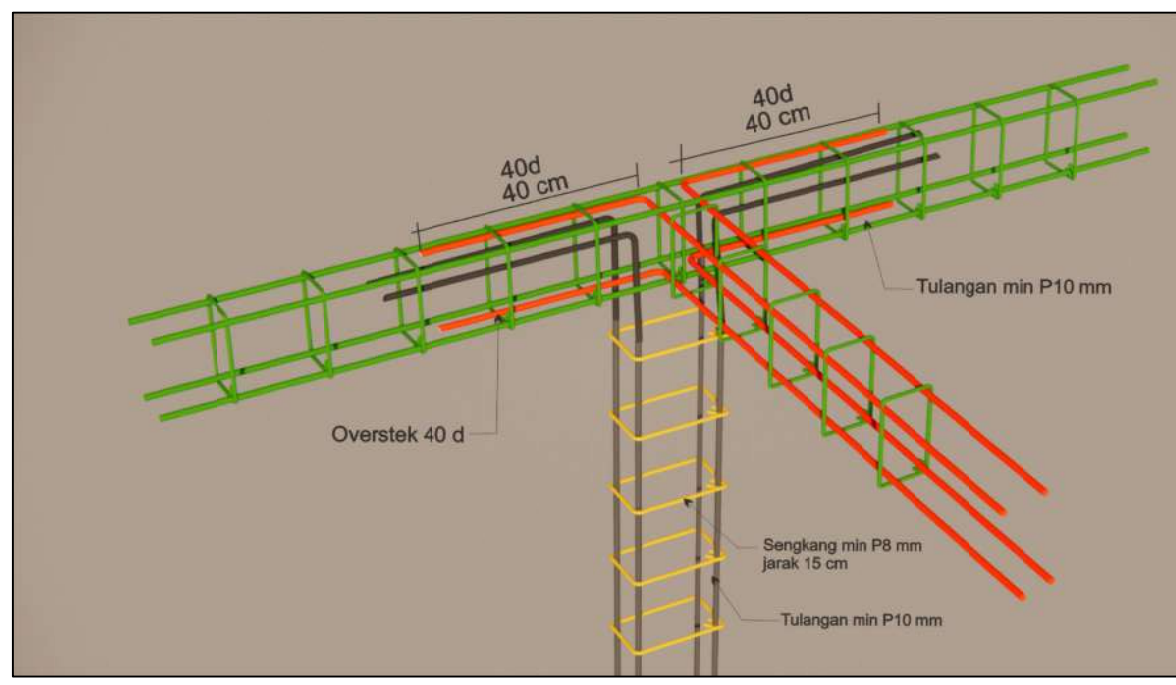 40d
40 cm
40d
40 cm
Tulangan min P10 mm
Overstek 40 d
Sengkang min P8 mm
jarak 15 cm
Tulangan min P10 mm